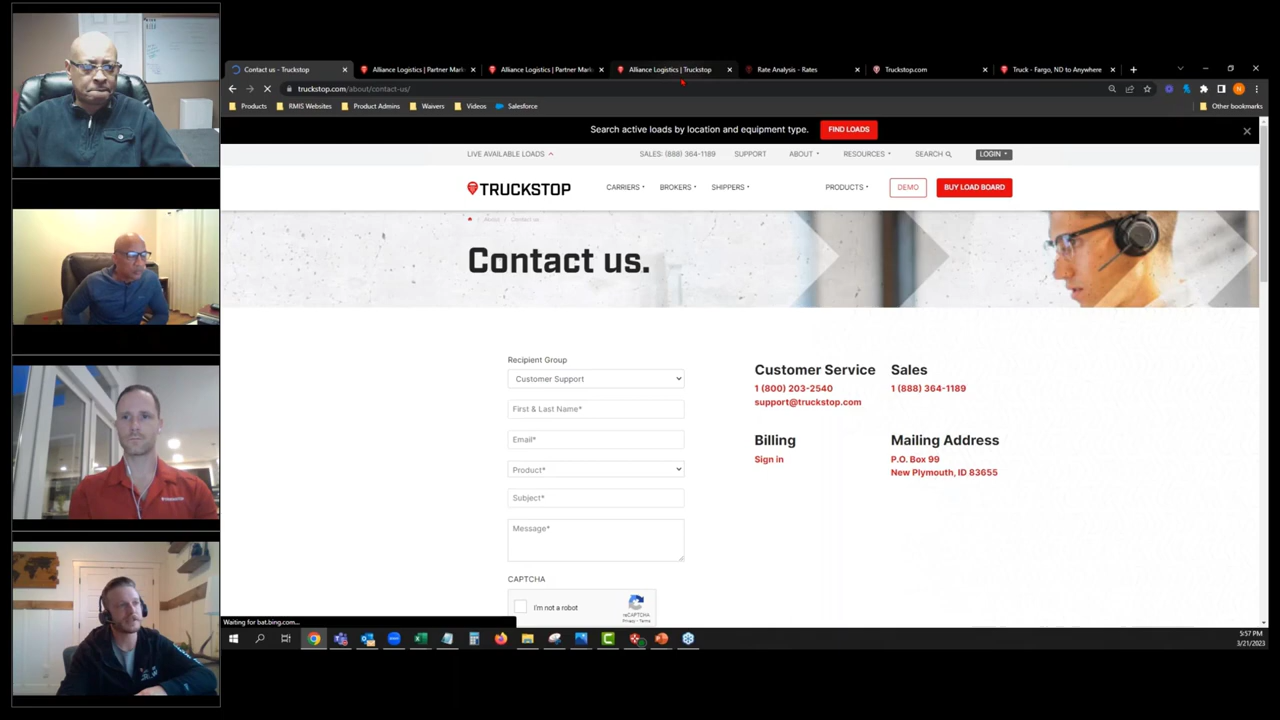 Contact us - Truckstop
Alliance Logistics | Partner Mark
Alliance Logistics | Partner Mark
Alliance Logistics | Truckstop
Rate Analysis - Rates
Truckstop.com
Truck - Fargo, ND to Anywhere
truckstop.com/about/contact-us/
Products
RMIS Websites
Product Admins
Waivers
Videos
Salesforce
Other bookmarks
Search active loads by location and equipment type.
FIND LOADS
LIVE AVAILABLE LOADS
SALES: (888) 364-1189
SUPPORT
ABOUT
RESOURCES
SEARCH
LOGIN
TRUCKSTOP
CARRIERS
BROKERS
SHIPPERS
PRODUCTS
DEMO
BUY LOAD BOARD
About / Contact us
Contact us.
Recipient Group
Customer Support
First & Last Name*
Email*
Product*
Subject*
Message*
CAPTCHA
I'm not a robot
reCAPTCHA
Privacy - Terms
Customer Service
1 (800) 203-2540
support@truckstop.com
Sales
1 (888) 364-1189
Billing
Sign in
Mailing Address
P.O. Box 99
New Plymouth, ID 83655
Waiting for bat.bing.com...
5:57 PM
3/21/2023